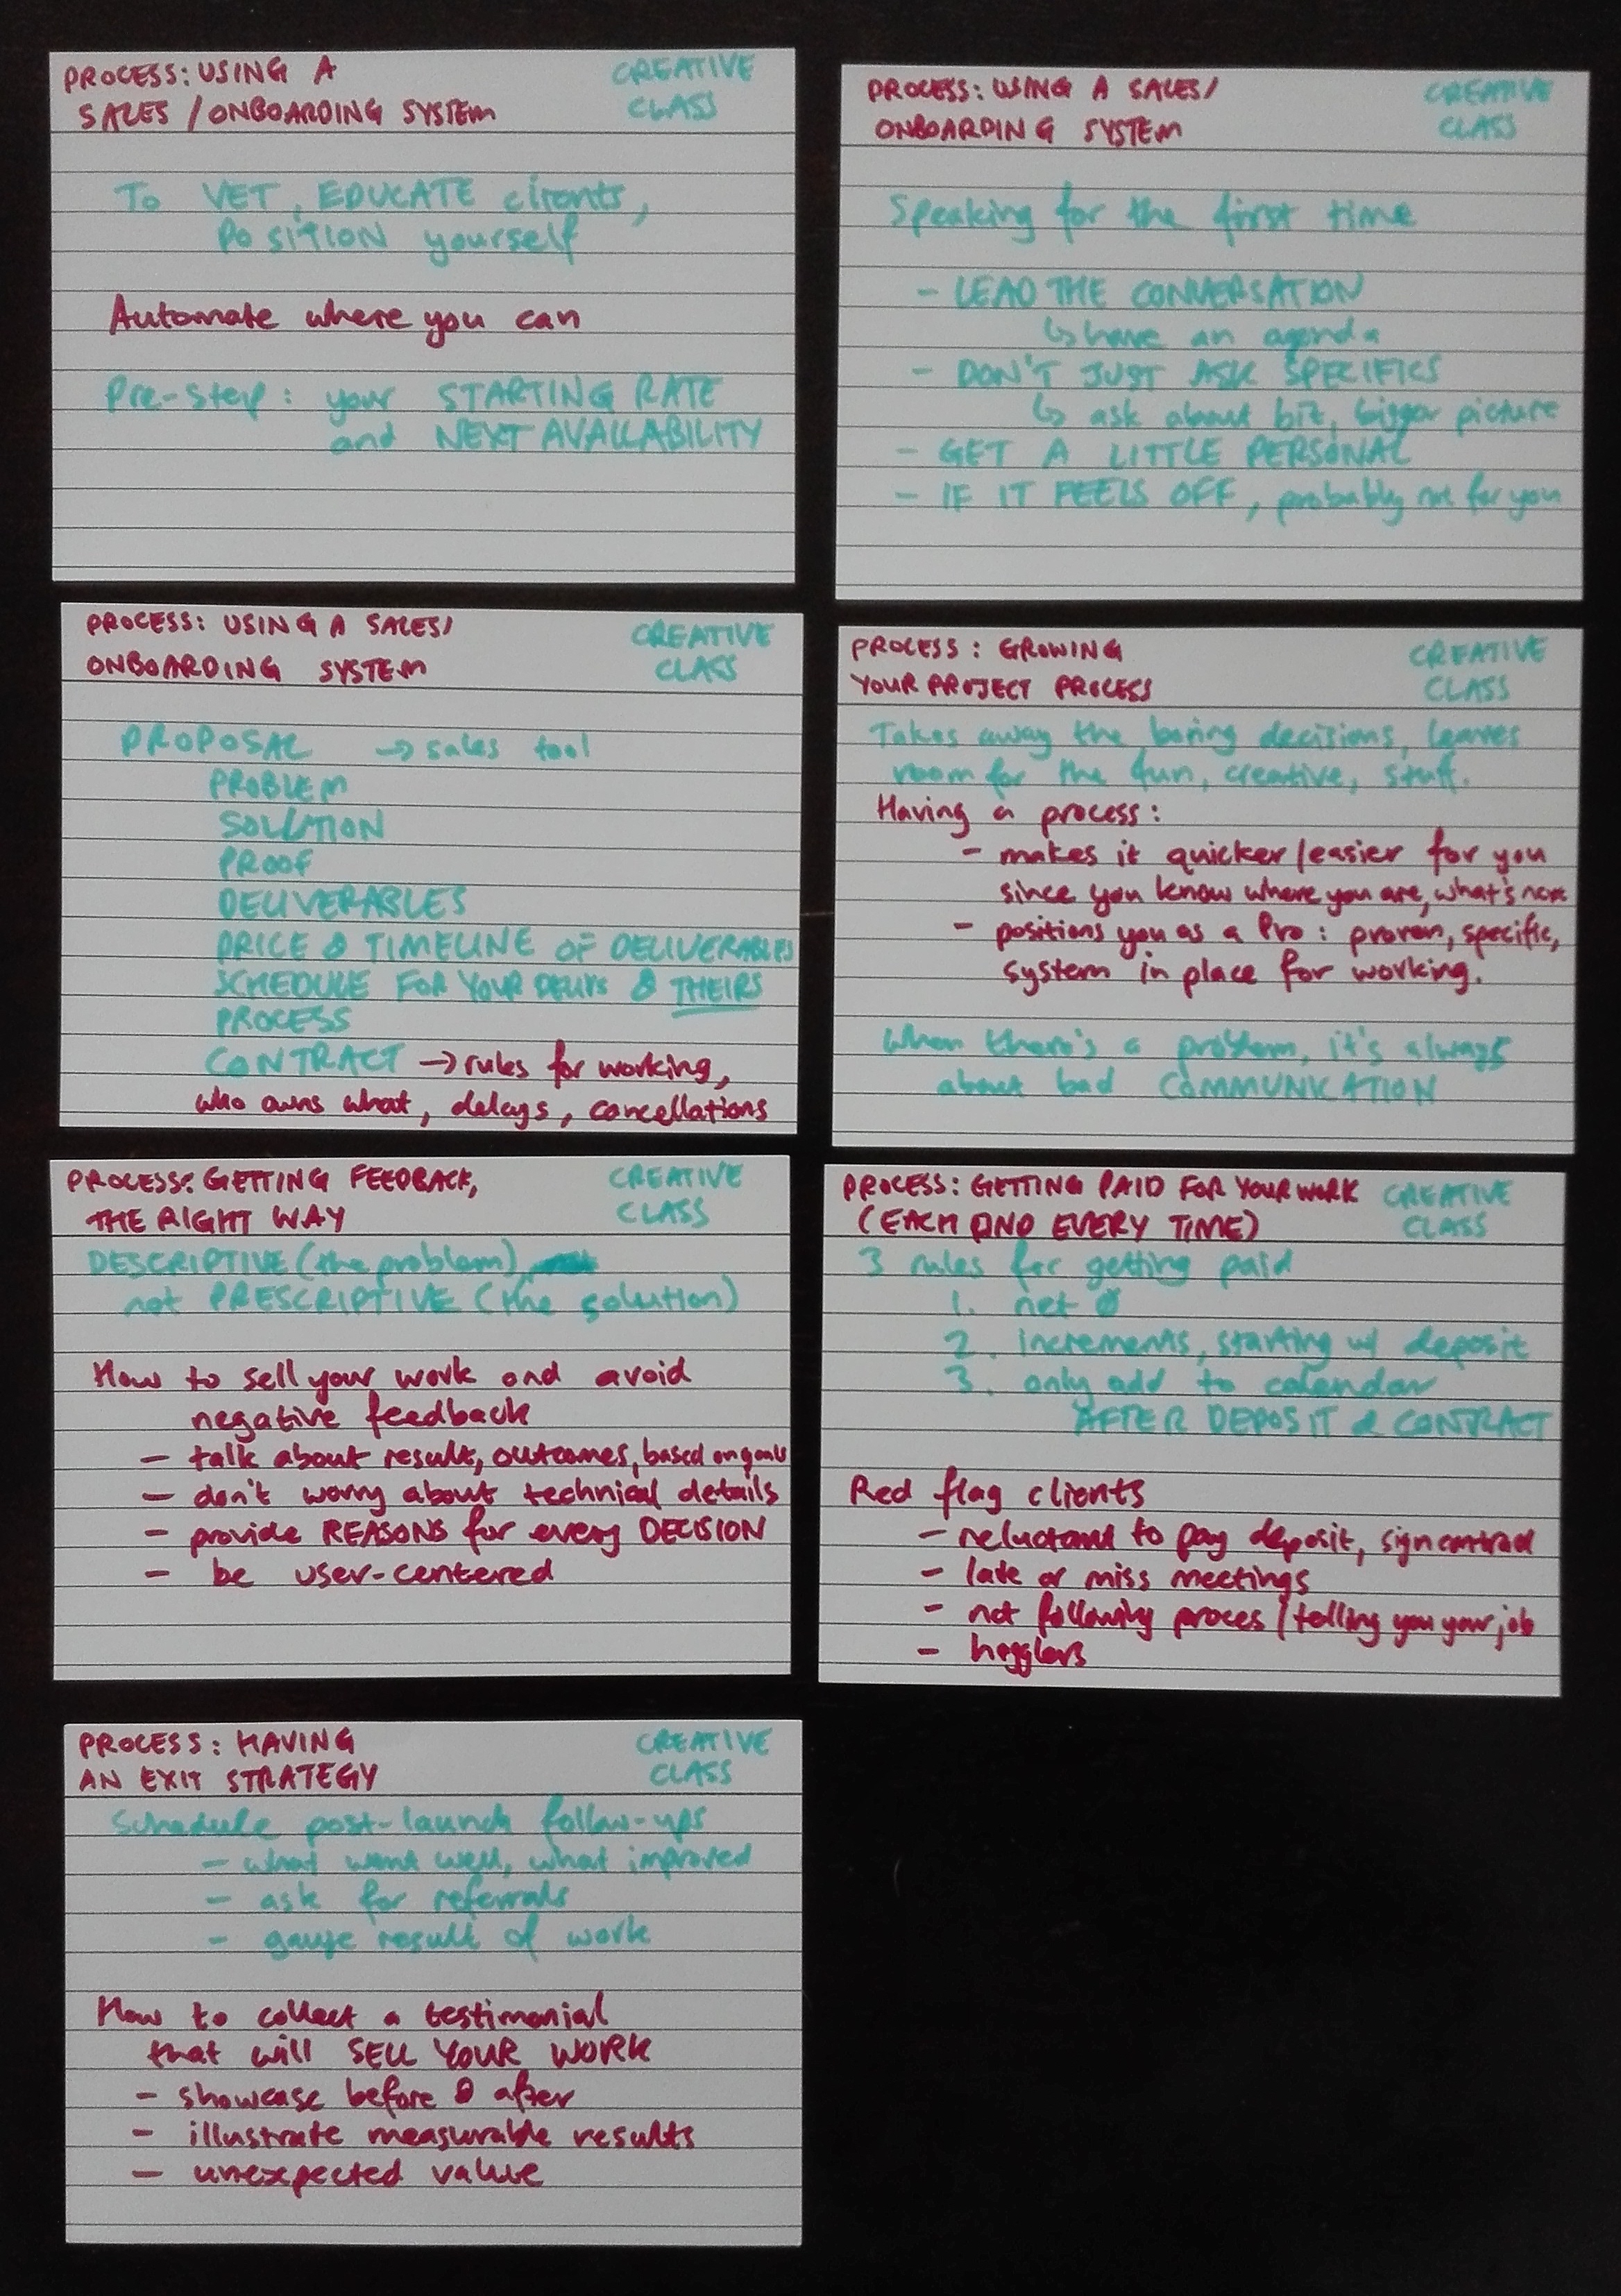 PROCESS: USING A
SALES / ONBOARDING SYSTEM
CREATIVE
CLASS
To VET, EDUCATE clients,
POSITION yourself
Automate where you can
Pre-step: your STARTING RATE
and NEXT AVAILABILITY
PROCESS: USING A SALES/
ONBOARDING SYSTEM
CREATIVE
CLASS
Speaking for the first time
- LEAD THE CONVERSATION
↳ have an agenda
- DON'T JUST ASK SPECIFICS
↳ ask about biz, bigger picture
- GET A LITTLE PERSONAL
- IF IT FEELS OFF, probably not for you
PROCESS: USING A SALES/
ONBOARDING SYSTEM
CREATIVE
CLASS
PROPOSAL → sales tool
PROBLEM
SOLUTION
PROOF
DELIVERABLES
PRICE & TIMELINE OF DELIVERABLES
SCHEDULE FOR YOUR DELIVS & THEIRS
PROCESS
CONTRACT → rules for working,
who owns what, delays, cancellations
PROCESS: GROWING
YOUR PROJECT PROCESS
CREATIVE
CLASS
Takes away the boring decisions, leaves
room for the fun, creative, stuff.
Having a process:
- makes it quicker/easier for you
since you know where you are, what's next
- positions you as a Pro: proven, specific,
system in place for working.
When there's a problem, it's always
about bad COMMUNICATION
PROCESS: GETTING FEEDBACK,
THE RIGHT WAY
CREATIVE
CLASS
DESCRIPTIVE (the problem),
not PRESCRIPTIVE (the solution)
How to sell your work and avoid
negative feedback
- talk about result, outcomes, based on goals
- don't worry about technical details
- provide REASONS for every DECISION
- be user-centered
PROCESS: GETTING PAID FOR YOUR WORK
(EACH AND EVERY TIME)
CREATIVE
CLASS
3 rules for getting paid
1. net 0
2. increments, starting w/ deposit
3. only add to calendar
AFTER DEPOSIT & CONTRACT
Red flag clients
- reluctant to pay deposit, sign contract
- late or miss meetings
- not following proces / telling you your job
- hagglers
PROCESS: HAVING
AN EXIT STRATEGY
CREATIVE
CLASS
Schedule post-launch follow-ups
- what went well, what improved
- ask for referrals
- gauge result of work
How to collect a testimonial
that will SELL YOUR WORK
- showcase before & after
- illustrate measurable results
- unexpected value